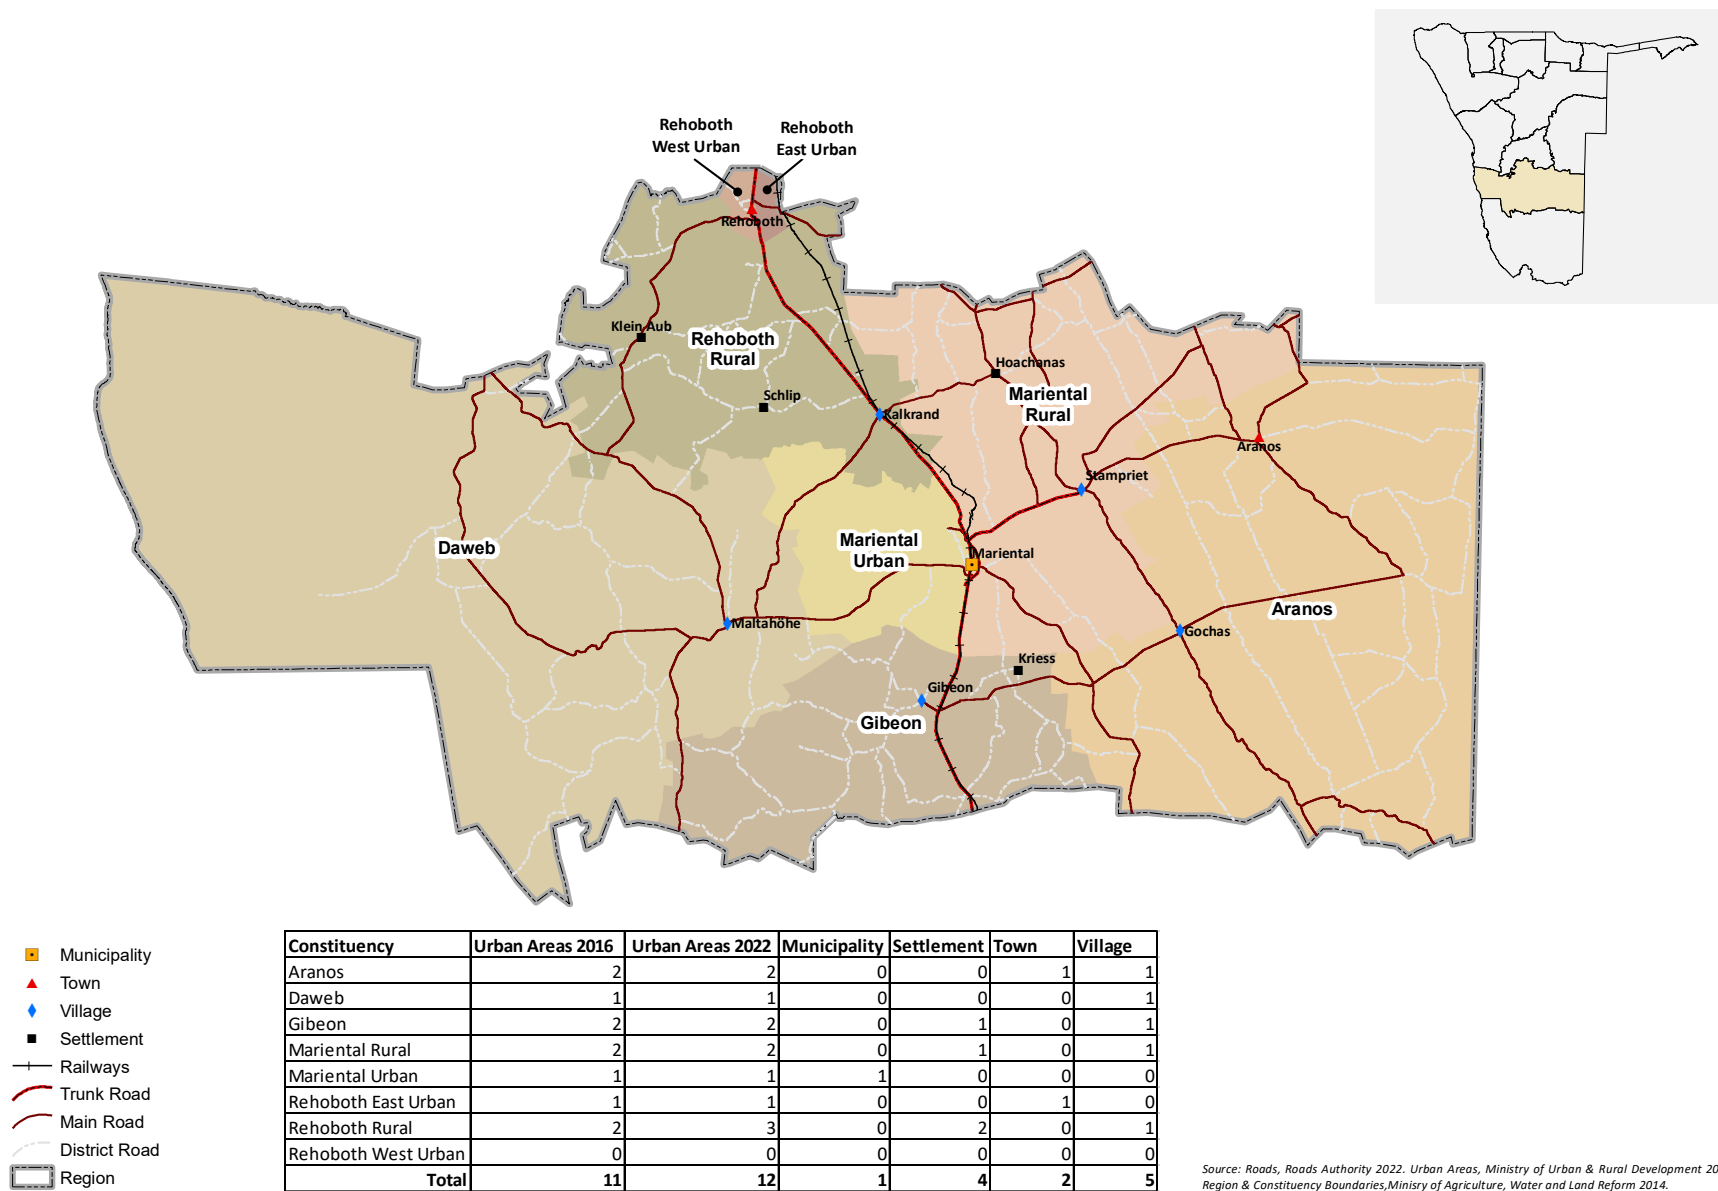 Rehoboth
West Urban
Rehoboth
East Urban
Rehoboth
Klein Aub
Rehoboth
Rural
Hoachanas
Schlip
Mariental
Rural
Kalkrand
Aranos
Stampriet
Daweb
Mariental
Urban
Mariental
Aranos
Maltahöhe
Gochas
Kriess
Gibeon
Gibeon
Municipality
Town
Village
Settlement
Railways
Trunk Road
Main Road
District Road
Region
Constituency Urban Areas 2016 Urban Areas 2022 Municipality Settlement Town Village
Aranos 2 2 0 0 1 1
Daweb 1 1 0 0 0 1
Gibeon 2 2 0 1 0 1
Mariental Rural 2 2 0 1 0 1
Mariental Urban 1 1 1 0 0 0
Rehoboth East Urban 1 1 0 0 1 0
Rehoboth Rural 2 3 0 2 0 1
Rehoboth West Urban 0 0 0 0 0 0
Total 11 12 1 4 2 5
Source: Roads, Roads Authority 2022. Urban Areas, Ministry of Urban & Rural Development 20
Region & Constituency Boundaries,Minisry of Agriculture, Water and Land Reform 2014.